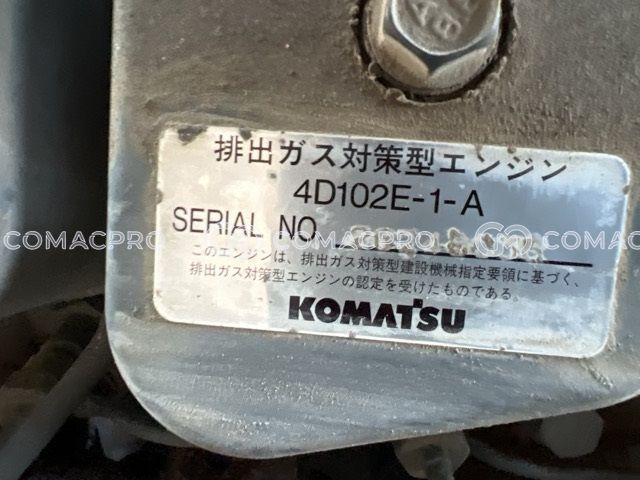 排出ガス対策型エンジン
4D102E-1-A
SERIAL NO
COMACPRO COMACPRO COMACPRO
このエンジンは、排出ガス対策型建設機械指定要領に基づく、
排出ガス対策型エンジンの認定を受けたものである。
KOMATSU